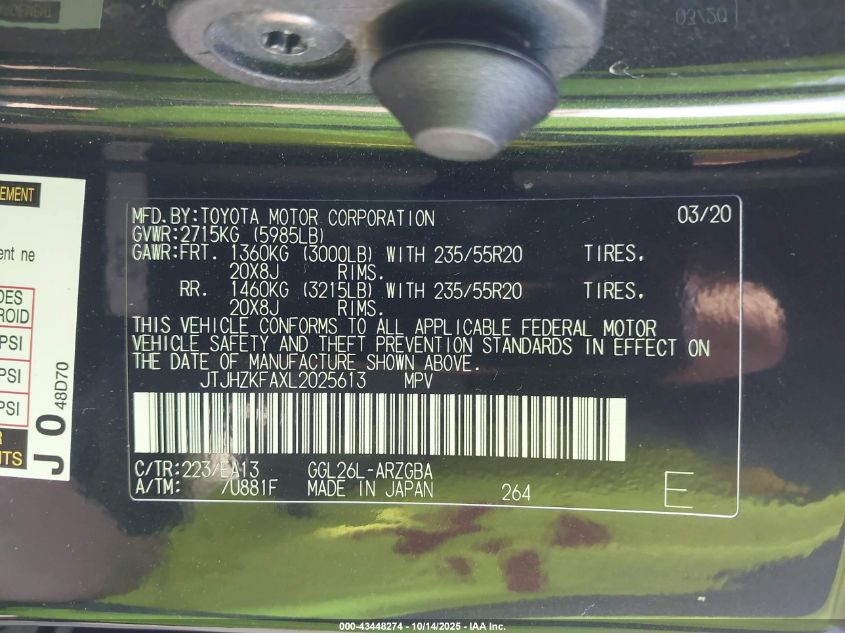 03/20
EMENT
ent ne
DES
ROID
PSI
PSI
PSI
R
NTS
J O
48D70
MFD.BY:TOYOTA MOTOR CORPORATION 03/20
GVWR:2715KG (5985LB)
GAWR:FRT. 1360KG (3000LB) WITH 235/55R20 TIRES.
20X8J RIMS.
RR. 1460KG (3215LB) WITH 235/55R20 TIRES.
20X8J RIMS.
THIS VEHICLE CONFORMS TO ALL APPLICABLE FEDERAL MOTOR
VEHICLE SAFETY AND THEFT PREVENTION STANDARDS IN EFFECT ON
THE DATE OF MANUFACTURE SHOWN ABOVE.
JTJHZKFAXL2025613 MPV
C/TR:223/EA13 GGL26L-ARZGBA
A/TM: /U881F MADE IN JAPAN 264 E
000-43448274 - 10/14/2025 - IAA Inc.